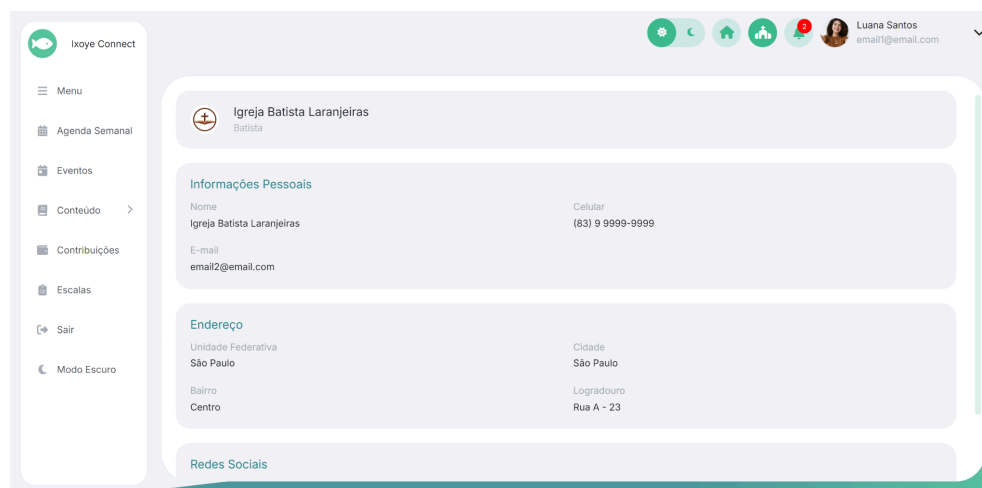 Ixoye Connect
2
Luana Santos
email1@email.com
Menu
Agenda Semanal
Eventos
Conteúdo
Contribuições
Escalas
Sair
Modo Escuro
Igreja Batista Laranjeiras
Batista
Informações Pessoais
Nome
Igreja Batista Laranjeiras
Celular
(83) 9 9999-9999
E-mail
email2@email.com
Endereço
Unidade Federativa
São Paulo
Cidade
São Paulo
Bairro
Centro
Logradouro
Rua A - 23
Redes Sociais